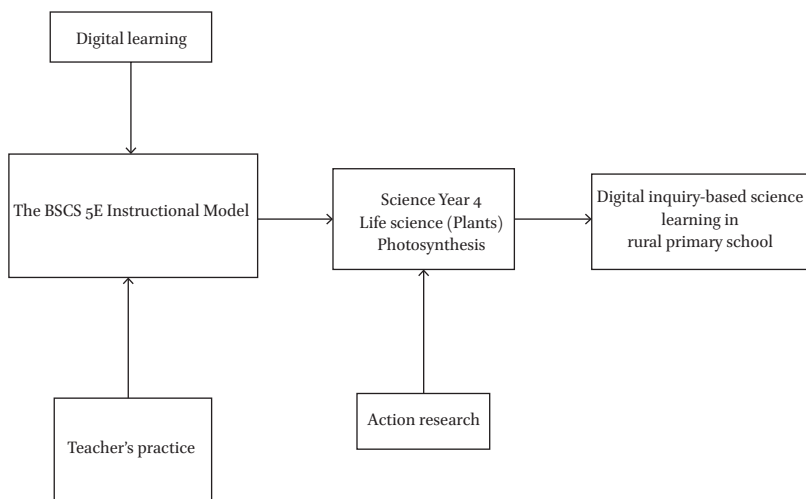 Digital learning
The BSCS 5E Instructional Model
Science Year 4
Life science (Plants)
Photosynthesis
Digital inquiry-based science
learning in
rural primary school
Teacher’s practice
Action research